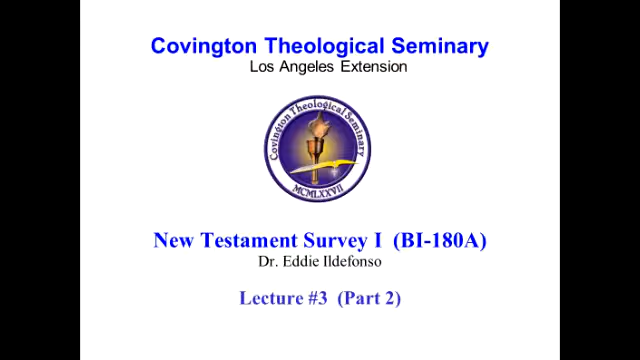 Covington Theological Seminary
Los Angeles Extension
Covington Theological Seminary
MCMLXXVII
New Testament Survey I (BI-180A)
Dr. Eddie Ildefonso
Lecture #3 (Part 2)